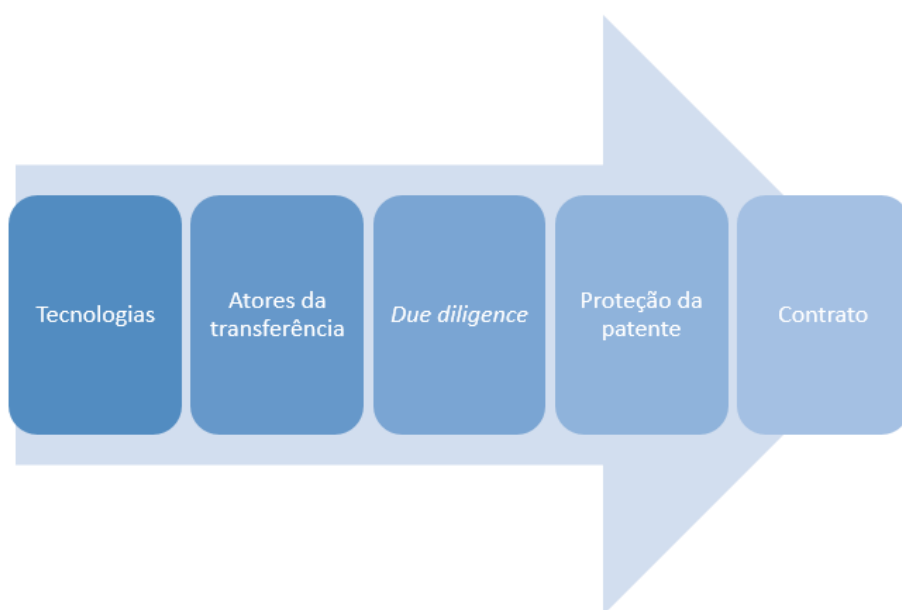 Tecnologias
Atores da
transferência
Due diligence
Proteção da
patente
Contrato